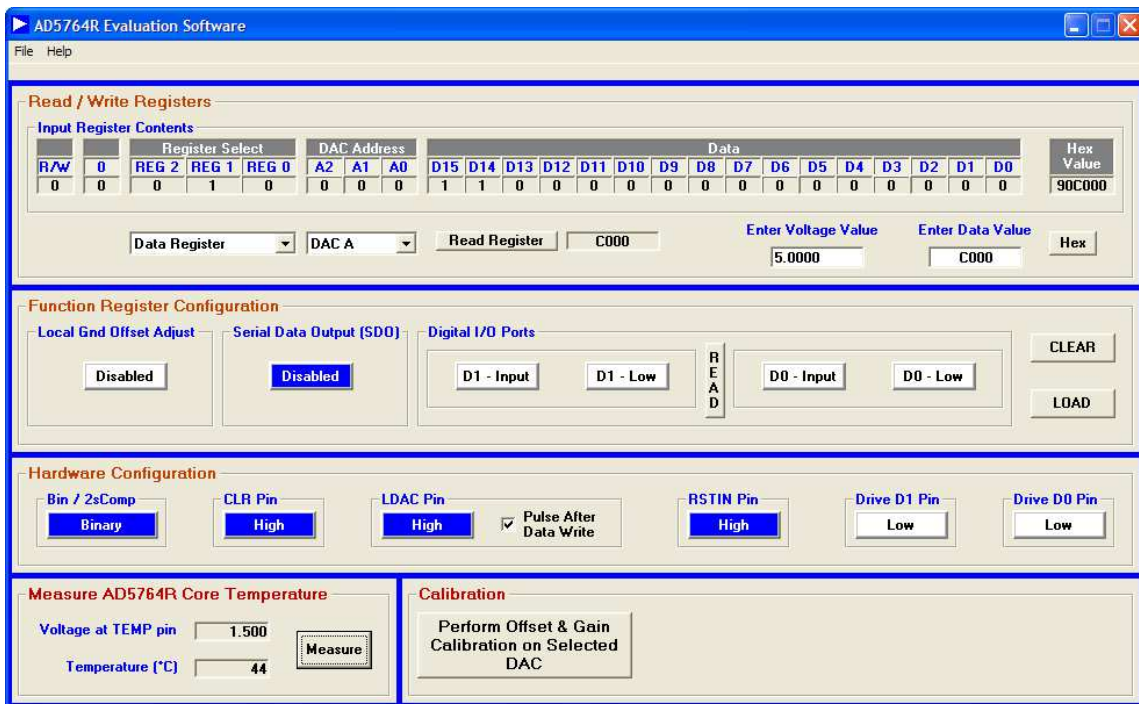 AD5764R Evaluation Software
File Help
Read / Write Registers
Input Register Contents
Register Select DAC Address Data Hex Value
R/W 0 REG 2 REG 1 REG 0 A2 A1 A0 D15 D14 D13 D12 D11 D10 D9 D8 D7 D6 D5 D4 D3 D2 D1 D0
0 0 0 1 0 0 0 0 1 1 0 0 0 0 0 0 0 0 0 0 0 0 0 0 90C000
Enter Voltage Value Enter Data Value
Data Register DAC A Read Register C000 5.0000 C000 Hex
Function Register Configuration
Local Gnd Offset Adjust Serial Data Output (SDO) Digital I/O Ports
Disabled Disabled D1 - Input D1 - Low READ D0 - Input D0 - Low
CLEAR
LOAD
Hardware Configuration
Bin / 2sComp CLR Pin LDAC Pin RSTIN Pin Drive D1 Pin Drive D0 Pin
Binary High High Pulse After Data Write High Low Low
Measure AD5764R Core Temperature
Voltage at TEMP pin 1.500
Measure
Temperature (°C) 44
Calibration
Perform Offset & Gain
Calibration on Selected
DAC